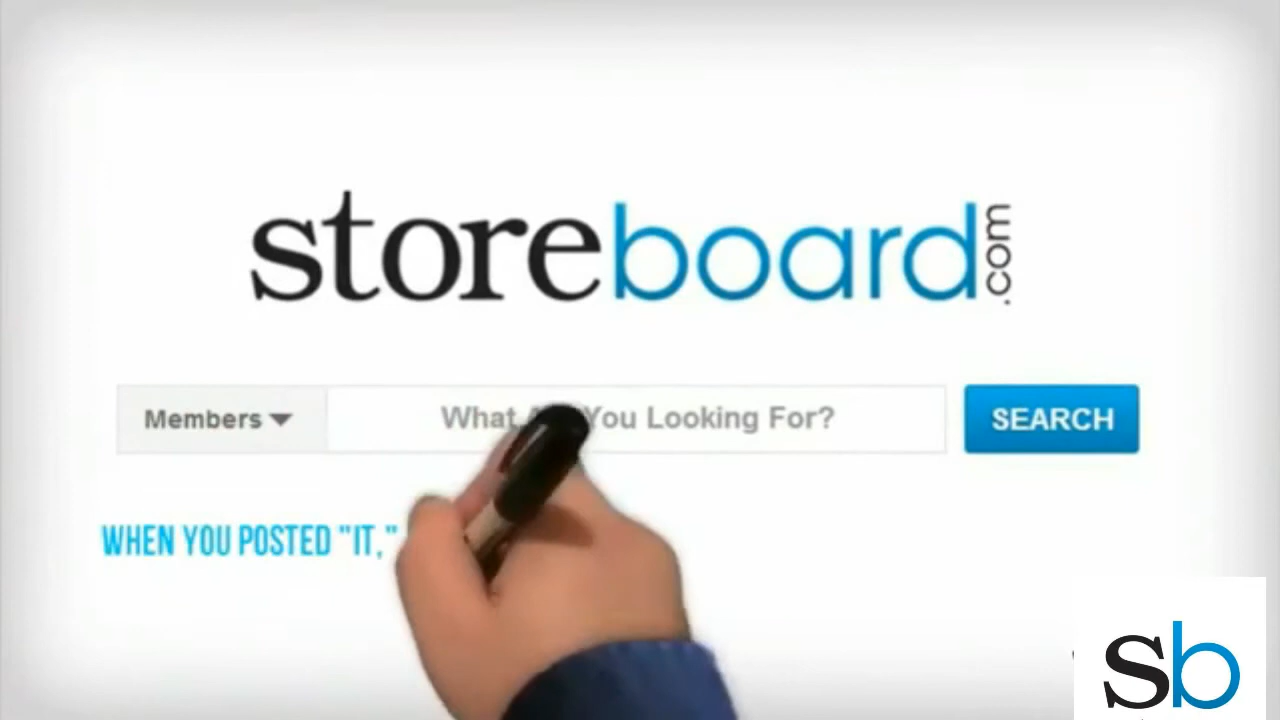 storeboard.com
Members What You Looking For? SEARCH
WHEN YOU POSTED "IT,"
sb